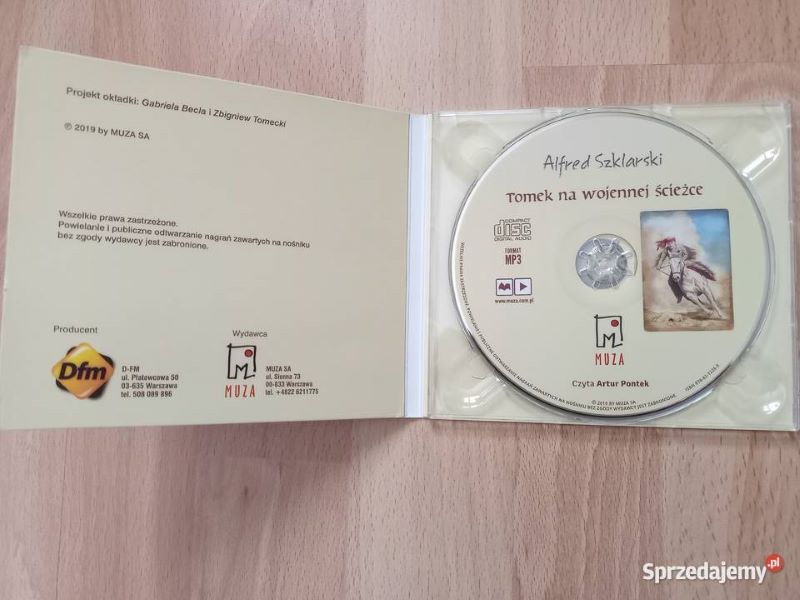 Projekt okładki: Gabriela Becla i Zbigniew Tomecki
℗ 2019 by MUZA SA
Wszelkie prawa zastrzeżone.
Powielanie i publiczne odtwarzanie nagrań zawartych na nośniku
bez zgody wydawcy jest zabronione.
Producent
Dfm
D-FM
ul. Płatowcowa 50
03-635 Warszawa
tel. 508 099 896
Wydawca
MUZA
MUZA SA
ul. Sienna 73
00-833 Warszawa
tel. +4822 6211775
Alfred Szklarski
Tomek na wojennej ścieżce
COMPACT
disc
DIGITAL AUDIO
FORMAT
MP3
www.muza.com.pl
MUZA
Czyta Artur Pontek
© 2019 BY MUZA SA
Sprzedajemy.pl